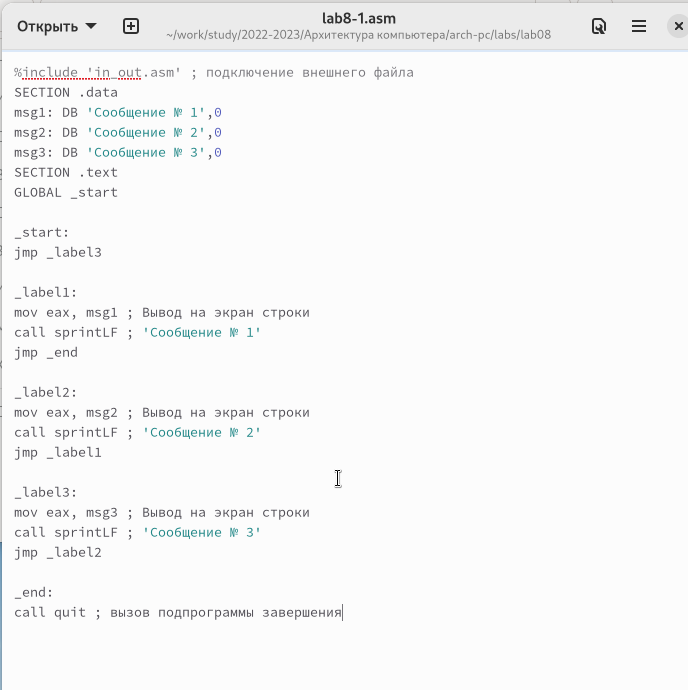 Открыть
lab8-1.asm
~/work/study/2022-2023/Архитектура компьютера/arch-pc/labs/lab08
%include 'in_out.asm' ; подключение внешнего файла
SECTION .data
msg1: DB 'Сообщение № 1',0
msg2: DB 'Сообщение № 2',0
msg3: DB 'Сообщение № 3',0
SECTION .text
GLOBAL _start
_start:
jmp _label3
_label1:
mov eax, msg1 ; Вывод на экран строки
call sprintLF ; 'Сообщение № 1'
jmp _end
_label2:
mov eax, msg2 ; Вывод на экран строки
call sprintLF ; 'Сообщение № 2'
jmp _label1
_label3:
mov eax, msg3 ; Вывод на экран строки
call sprintLF ; 'Сообщение № 3'
jmp _label2
_end:
call quit ; вызов подпрограммы завершения